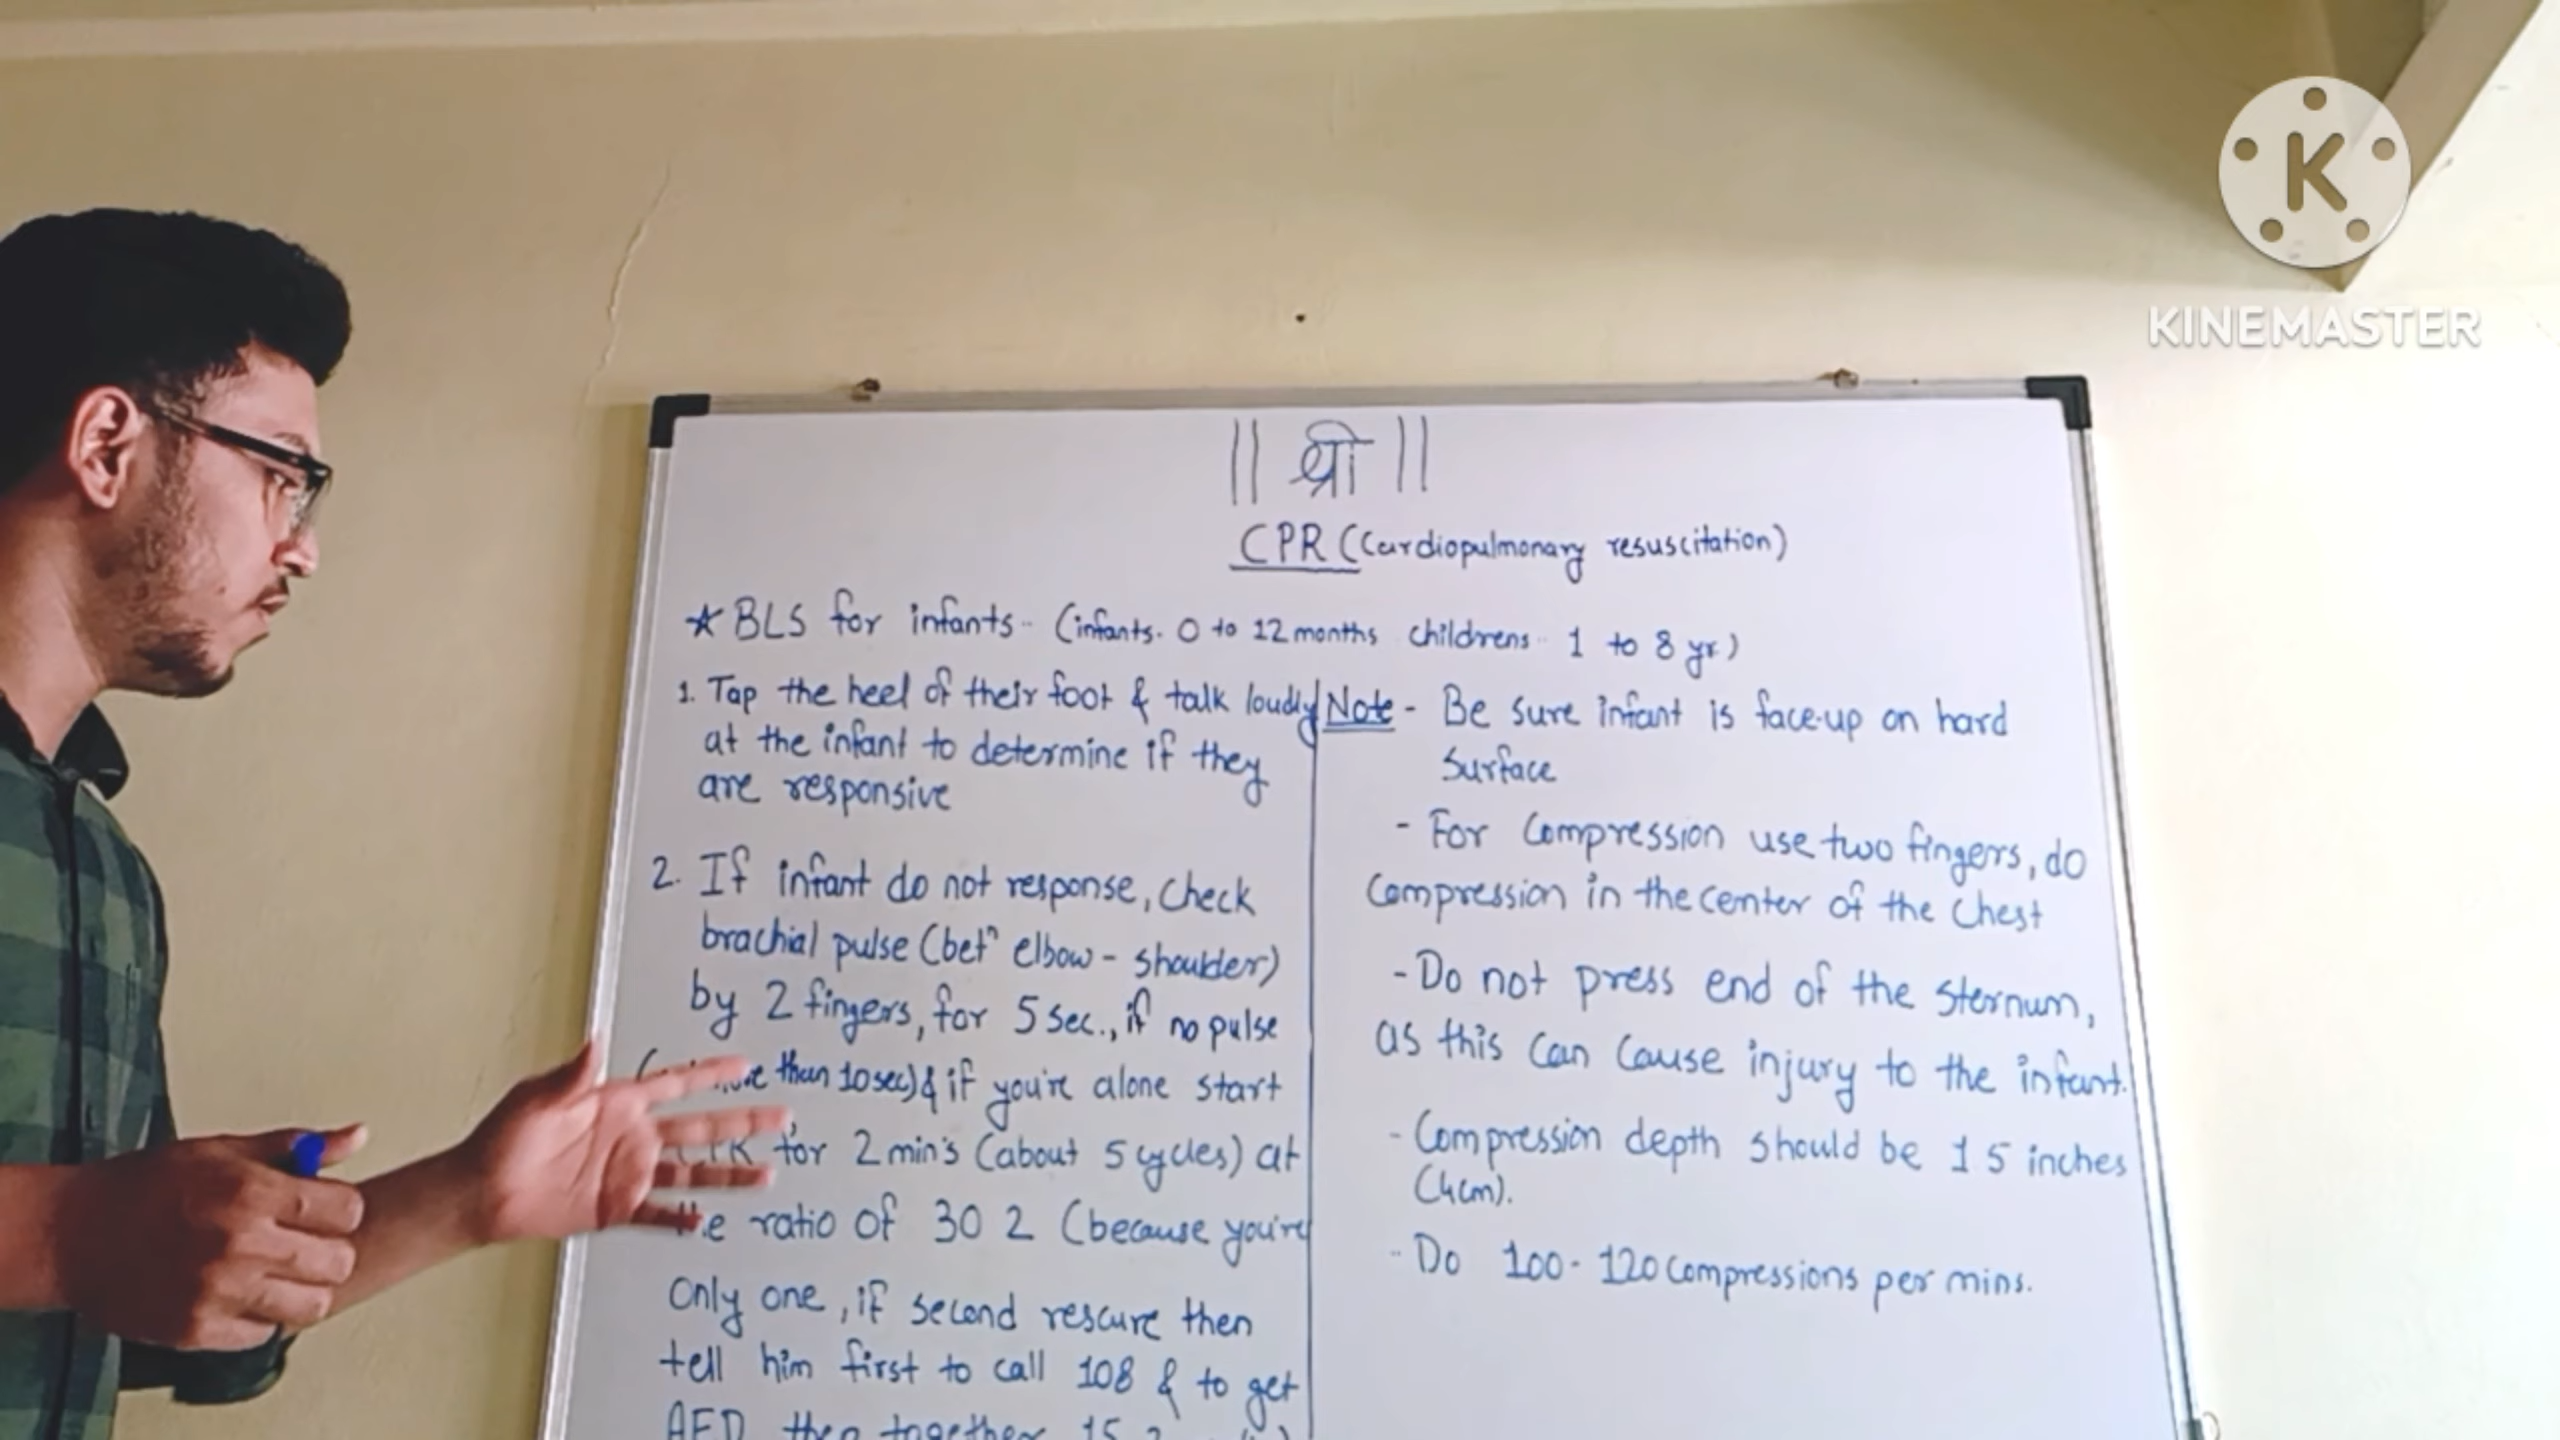 || श्री ||
CPR (Cardiopulmonary resuscitation)
★ BLS for infants - (infants - 0 to 12 months childrens - 1 to 8 yr)
1. Tap the heel of their foot & talk loudly
at the infant to determine if they
are responsive
2. If infant do not response, check
brachial pulse (betⁿ elbow - shoulder)
by 2 fingers, for 5 sec., if no pulse
than 10 sec) & if you're alone start
for 2 min's (about 5 cycles) at
ratio of 30 2 (because you're
only one, if second rescure then
tell him first to call 108 & to get
AED then together 15 2
Note - Be sure infant is face-up on hard
surface
- For compression use two fingers, do
compression in the center of the chest
- Do not press end of the sternum,
as this can cause injury to the infant.
- Compression depth should be 1 5 inches
(4cm).
- Do 100 - 120 compressions per mins.
K
KINEMASTER